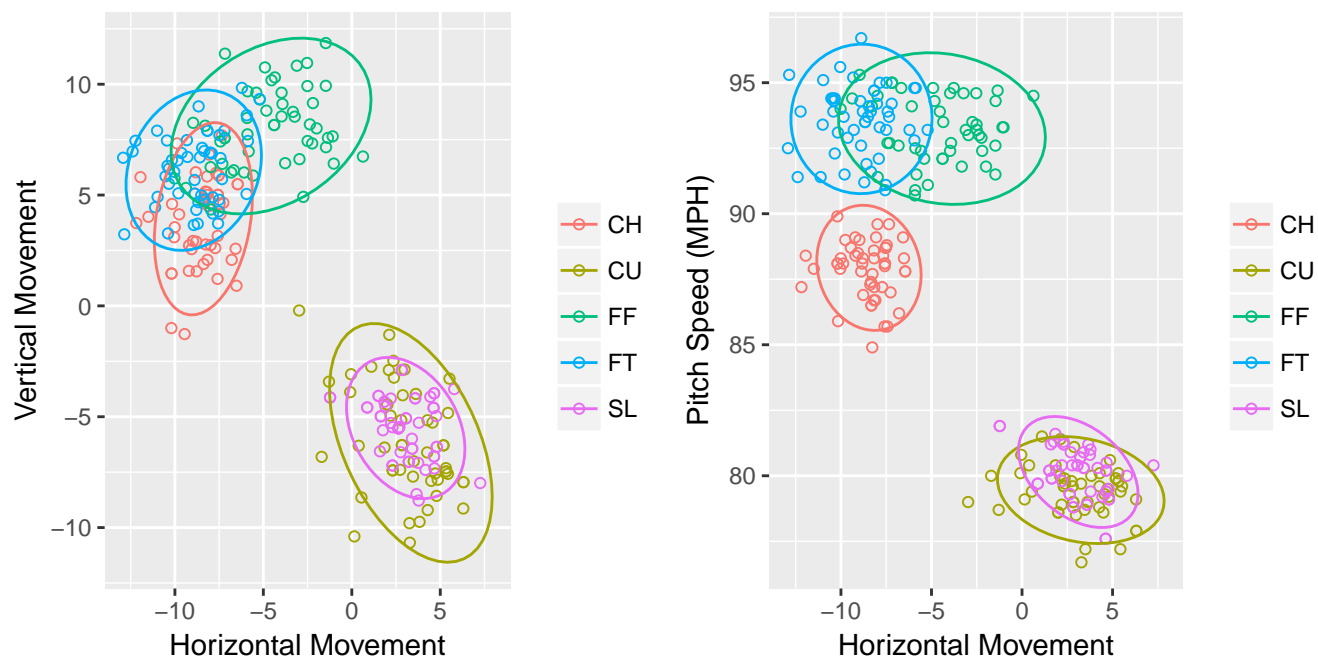 Vertical Movement
10
5
0
−5
−10
−10 −5 0 5
Horizontal Movement
CH
CU
FF
FT
SL
Pitch Speed (MPH)
95
90
85
80
−10 −5 0 5
Horizontal Movement
CH
CU
FF
FT
SL